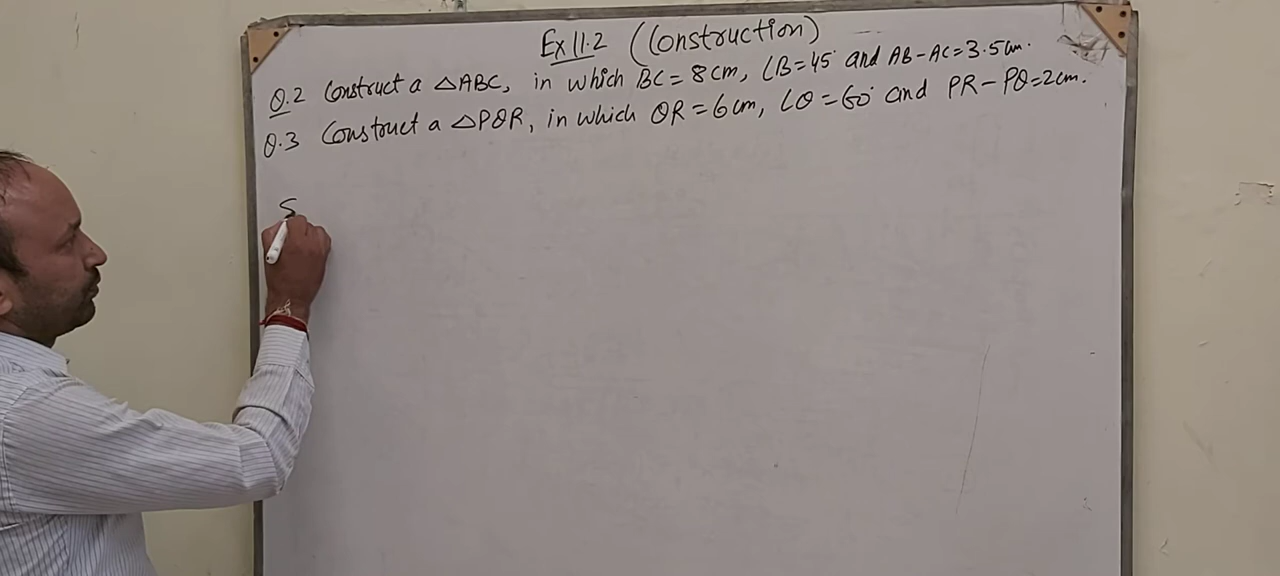 Ex 11.2 (Construction)
Q.2 Construct a △ABC, in which BC = 8cm, ∠B = 45° and AB - AC = 3.5cm.
Q.3 Construct a △PQR, in which QR = 6cm, ∠Q = 60° and PR - PQ = 2cm.
S